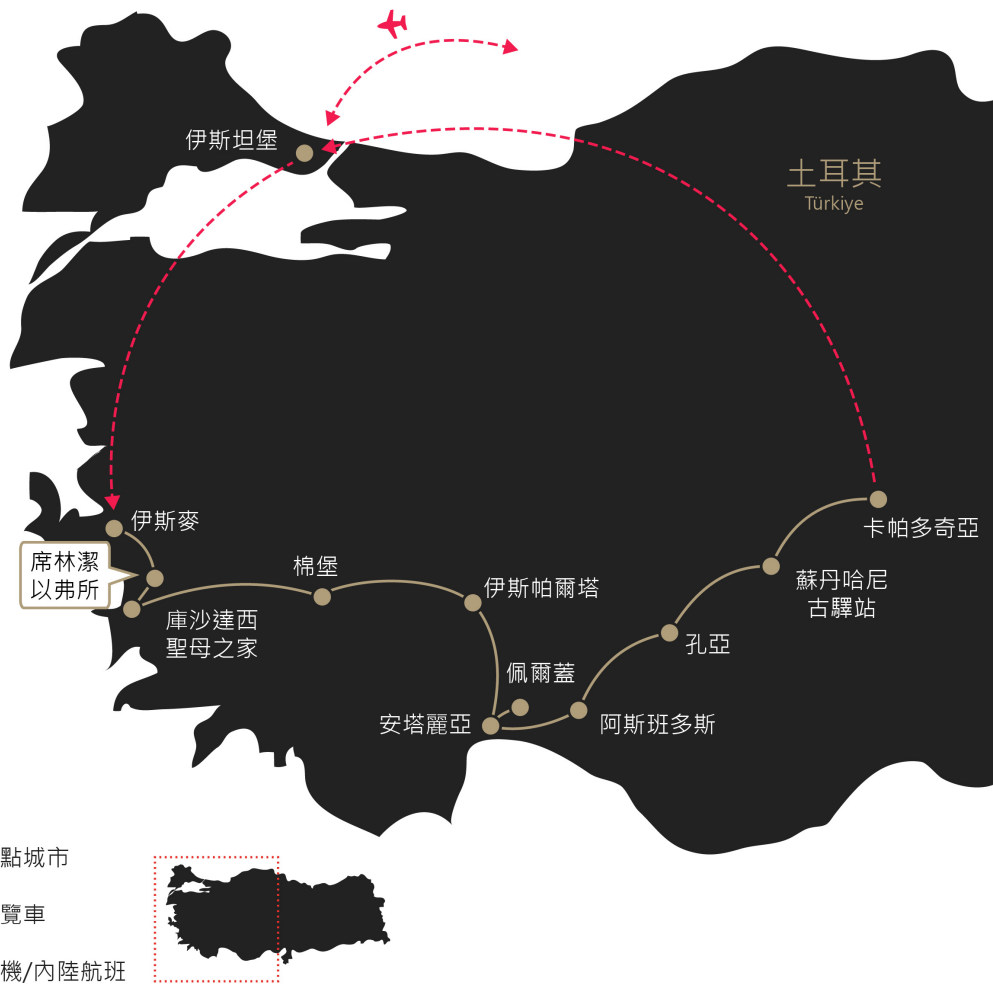 伊斯坦堡
土耳其
Türkiye
伊斯麥
席林潔
以弗所
庫沙達西
聖母之家
棉堡
伊斯帕爾塔
佩爾蓋
安塔麗亞
阿斯班多斯
孔亞
蘇丹哈尼
古驛站
卡帕多奇亞
點城市
覽車
機/內陸航班